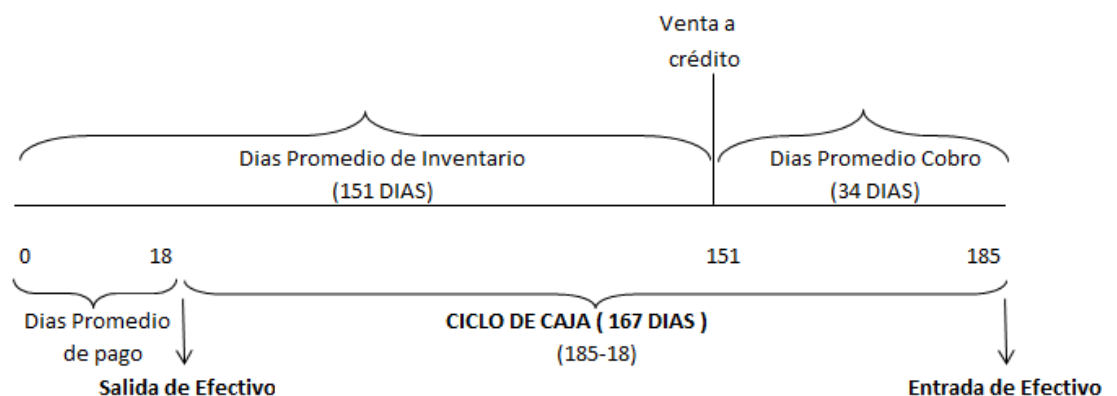 Venta a
crédito
Dias Promedio de Inventario
(151 DIAS)
Dias Promedio Cobro
(34 DIAS)
0
18
151
185
Dias Promedio
de pago
CICLO DE CAJA ( 167 DIAS )
(185-18)
Salida de Efectivo
Entrada de Efectivo